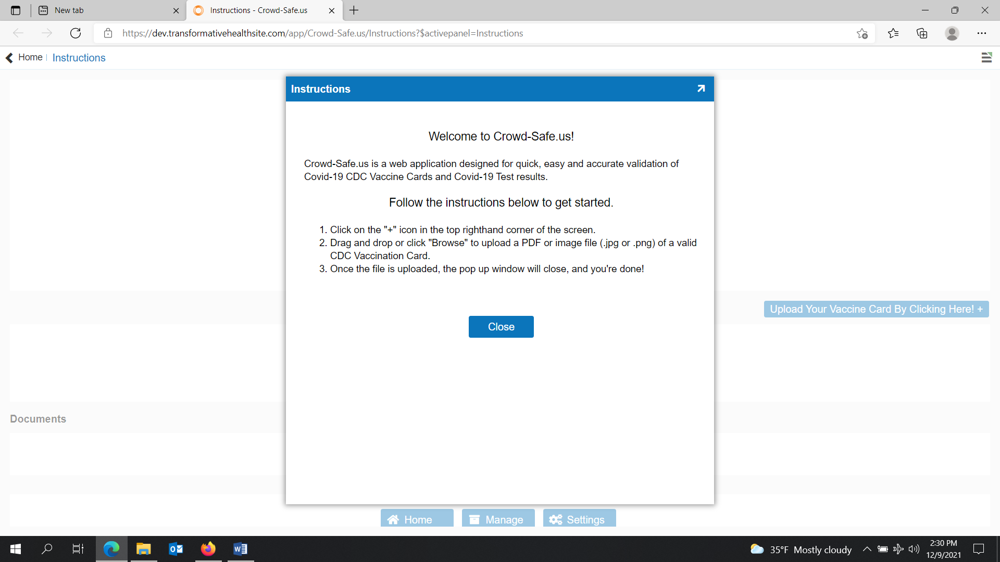 New tab
Instructions - Crowd-Safe.us
https://dev.transformativehealthsite.com/app/Crowd-Safe.us/Instructions?$activepanel=Instructions
Home | Instructions
Instructions
Welcome to Crowd-Safe.us!
Crowd-Safe.us is a web application designed for quick, easy and accurate validation of
Covid-19 CDC Vaccine Cards and Covid-19 Test results.
Follow the instructions below to get started.
1. Click on the "+" icon in the top righthand corner of the screen.
2. Drag and drop or click "Browse" to upload a PDF or image file (.jpg or .png) of a valid
CDC Vaccination Card.
3. Once the file is uploaded, the pop up window will close, and you're done!
Upload Your Vaccine Card By Clicking Here! +
Close
Documents
Home
Manage
Settings
35°F Mostly cloudy
2:30 PM
12/9/2021